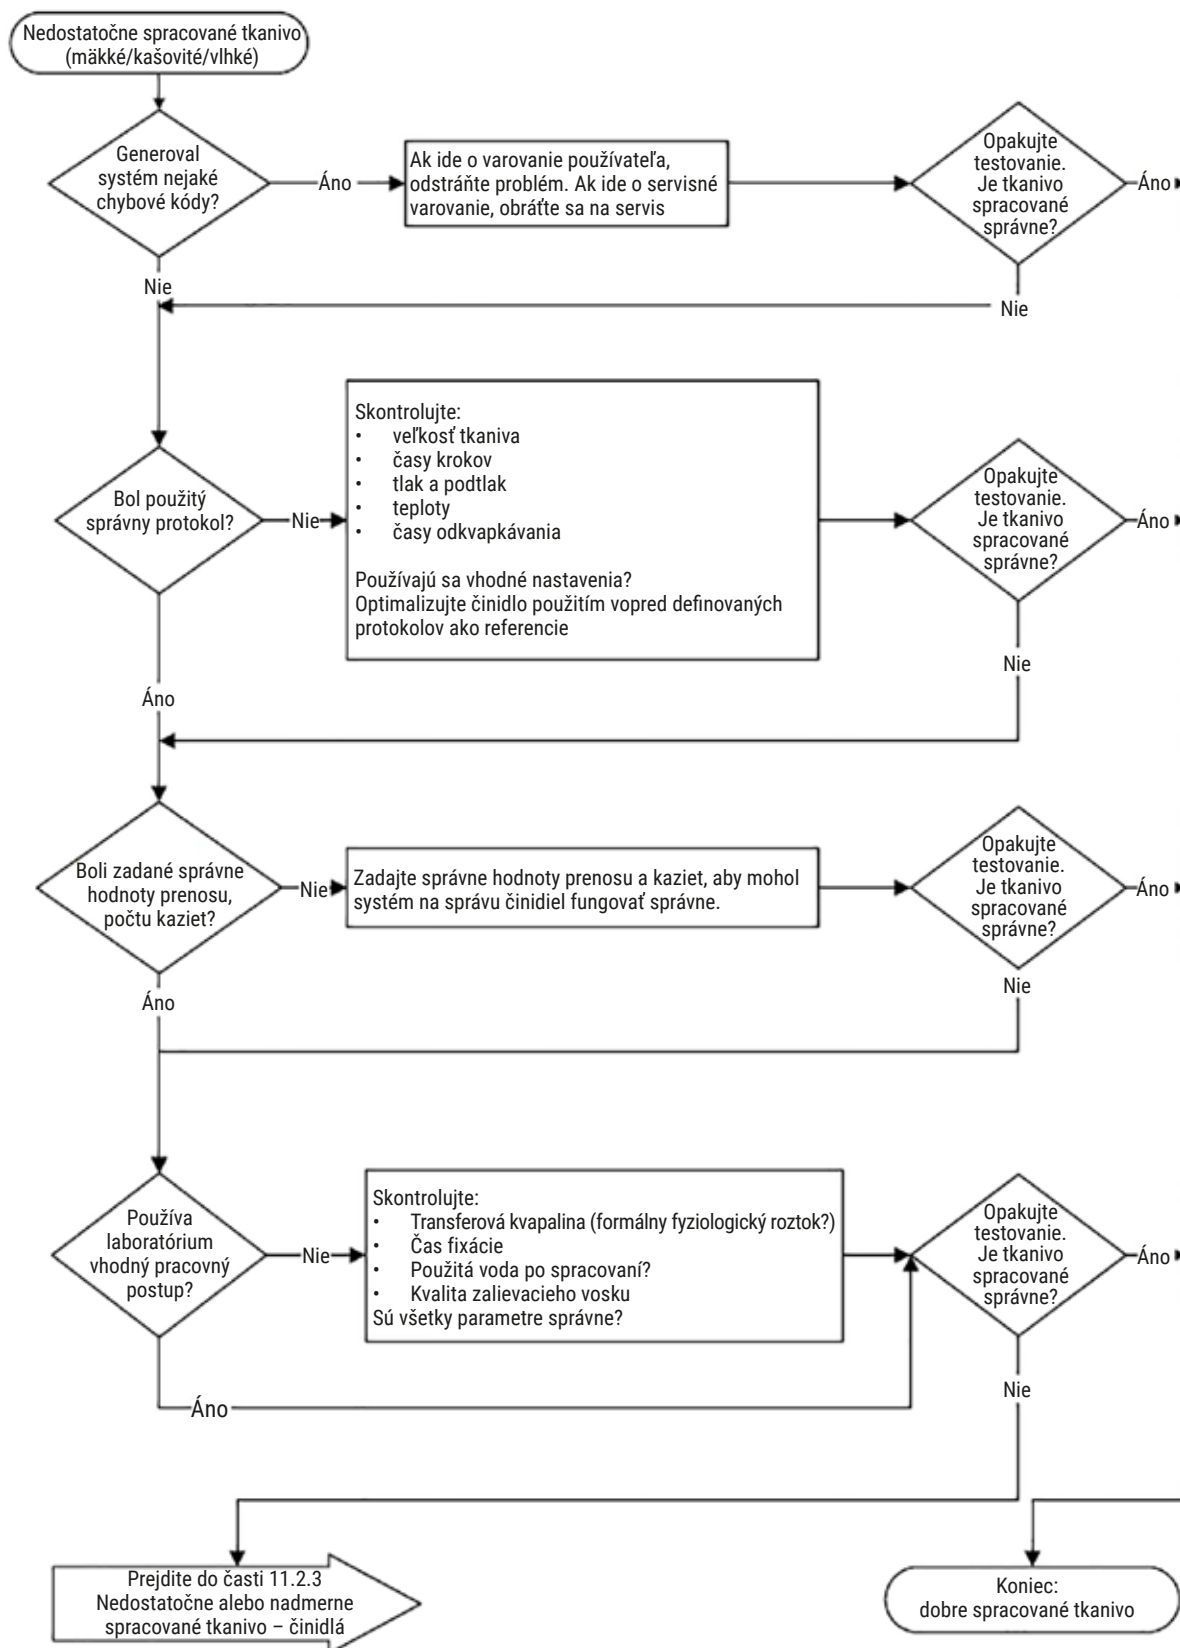 Nedostatočne spracované tkanivo
(mäkké/kašovité/vlhké)
Generoval
systém nejaké
chybové kódy?
Áno
Ak ide o varovanie používateľa,
odstráňte problém. Ak ide o servisné
varovanie, obráťte sa na servis
Opakujte
testovanie.
Je tkanivo
spracované
správne?
Áno
Nie
Nie
Bol použitý
správny protokol?
Nie
Skontrolujte:
• veľkosť tkaniva
• časy krokov
• tlak a podtlak
• teploty
• časy odkvapkávania
Používajú sa vhodné nastavenia?
Optimalizujte činidlo použitím vopred definovaných
protokolov ako referencie
Opakujte
testovanie.
Je tkanivo
spracované
správne?
Áno
Nie
Áno
Boli zadané správne
hodnoty prenosu,
počtu kaziet?
Nie
Zadajte správne hodnoty prenosu a kaziet, aby mohol
systém na správu činidiel fungovať správne.
Opakujte
testovanie.
Je tkanivo
spracované
správne?
Áno
Nie
Áno
Používa
laboratórium
vhodný pracovný
postup?
Nie
Skontrolujte:
• Transferová kvapalina (formálny fyziologický roztok?)
• Čas fixácie
• Použitá voda po spracovaní?
• Kvalita zalievacieho vosku
Sú všetky parametre správne?
Opakujte
testovanie.
Je tkanivo
spracované
správne?
Áno
Nie
Áno
Prejdite do časti 11.2.3
Nedostatočne alebo nadmerne
spracované tkanivo – činidlá
Koniec:
dobre spracované tkanivo